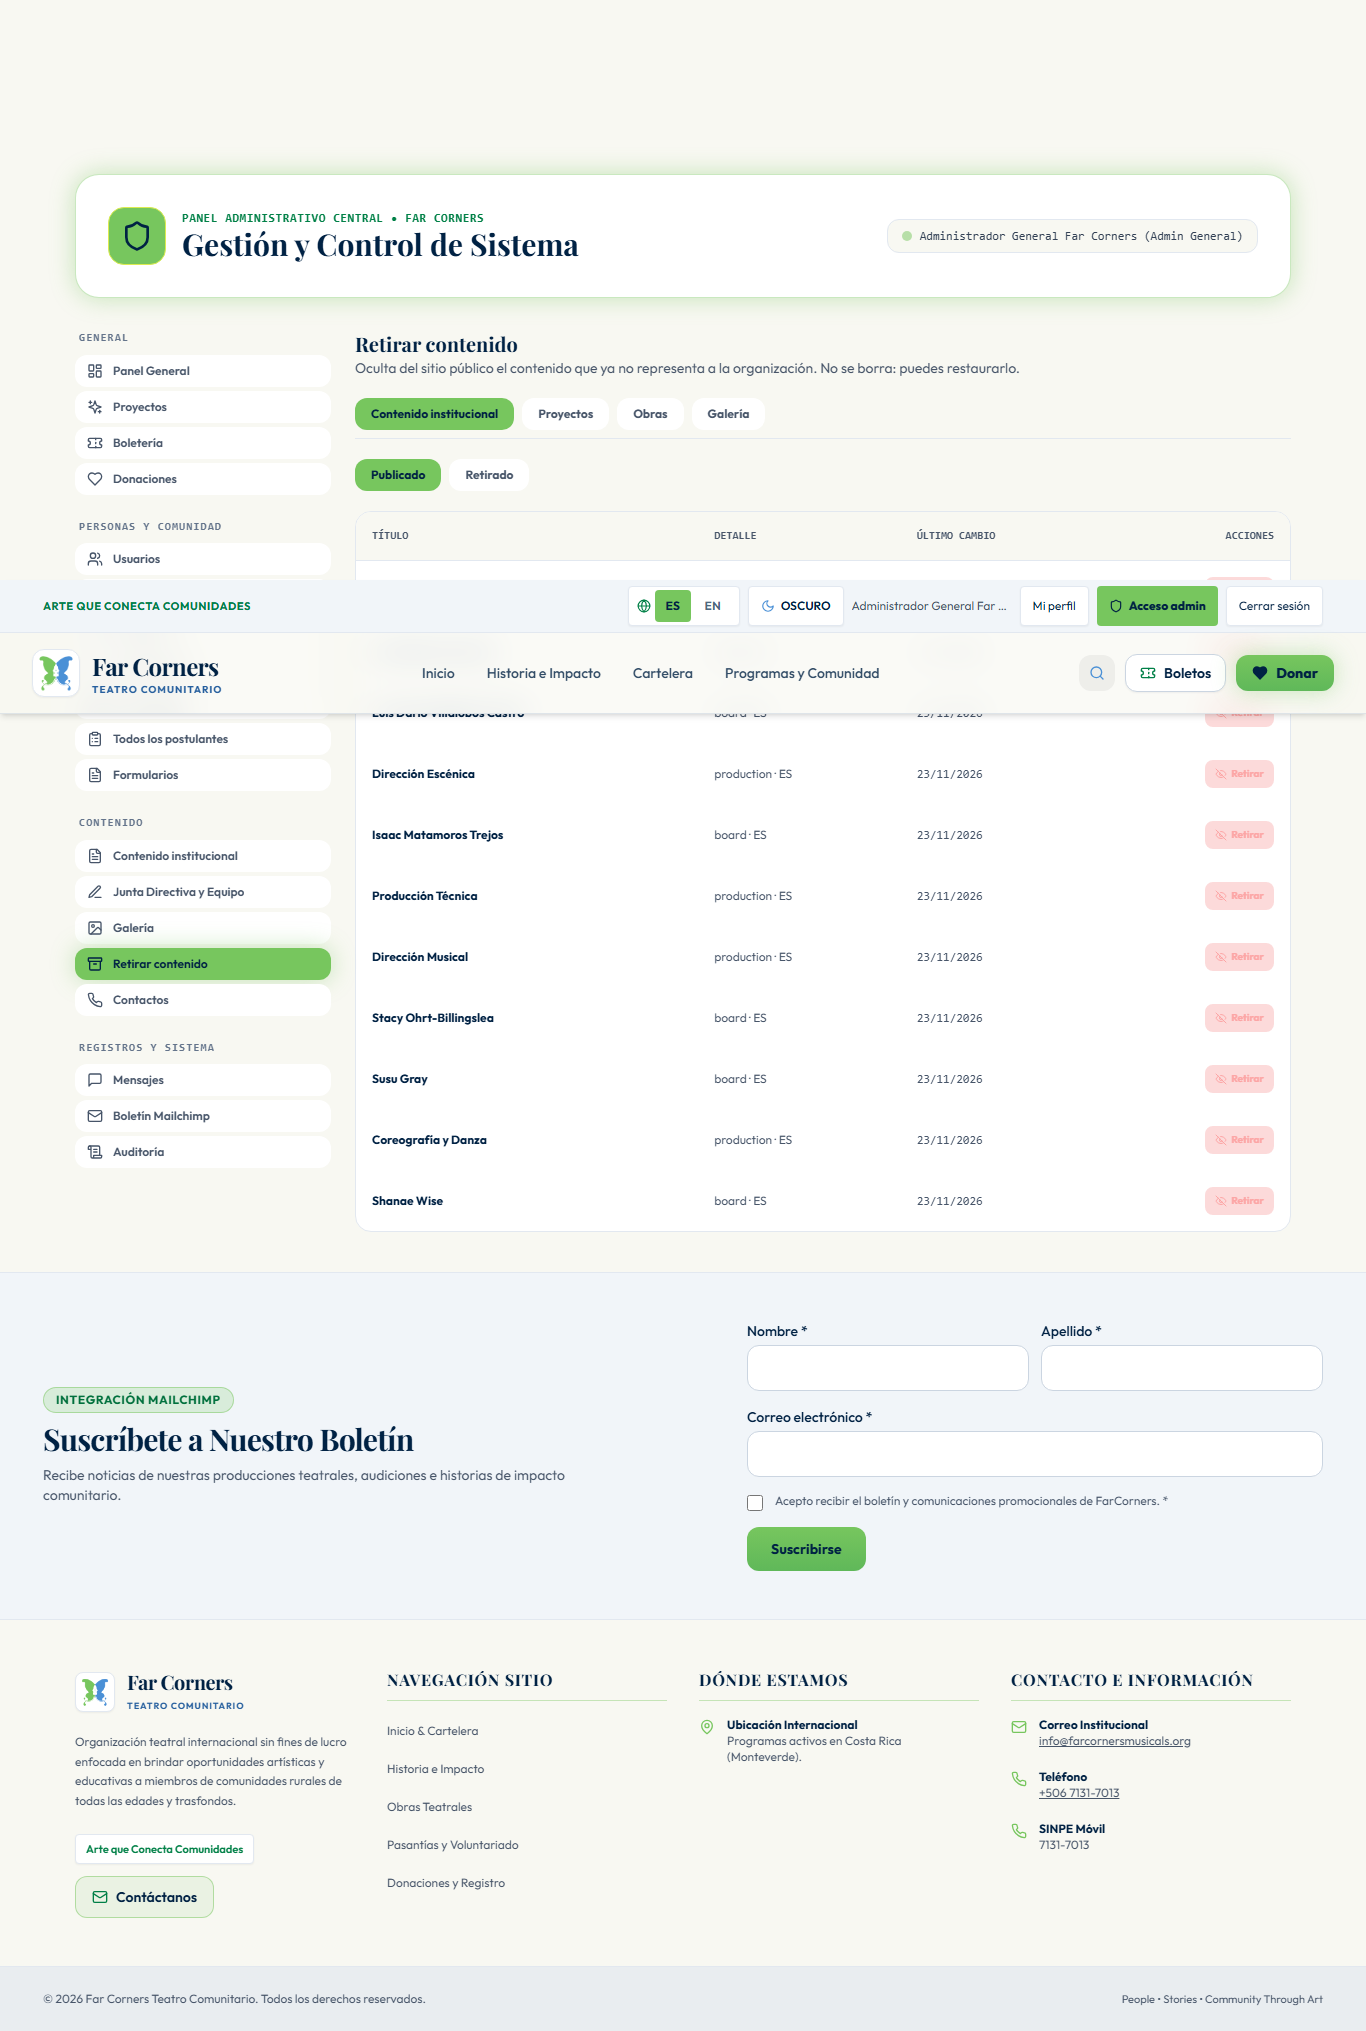 PANEL ADMINISTRATIVO CENTRAL • FAR CORNERS
Gestión y Control de Sistema
Administrador General Far Corners (Admin General)
GENERAL
Panel General
Proyectos
Boletería
Donaciones
PERSONAS Y COMUNIDAD
Usuarios
Retirar contenido
Oculta del sitio público el contenido que ya no representa a la organización. No se borra: puedes restaurarlo.
Contenido institucional Proyectos Obras Galería
Publicado Retirado
TÍTULO DETALLE ÚLTIMO CAMBIO ACCIONES
ARTE QUE CONECTA COMUNIDADES
ES EN OSCURO Administrador General Far ... Mi perfil Acceso admin Cerrar sesión
Far Corners
TEATRO COMUNITARIO
Inicio Historia e Impacto Cartelera Programas y Comunidad
Boletos Donar
Luis Darío Villalobos Castro board · ES 23/11/2026 Retirar
Todos los postulantes
Formularios
CONTENIDO
Contenido institucional
Junta Directiva y Equipo
Galería
Retirar contenido
Contactos
REGISTROS Y SISTEMA
Mensajes
Boletín Mailchimp
Auditoría
Dirección Escénica production · ES 23/11/2026 Retirar
Isaac Matamoros Trejos board · ES 23/11/2026 Retirar
Producción Técnica production · ES 23/11/2026 Retirar
Dirección Musical production · ES 23/11/2026 Retirar
Stacy Ohrt-Billingslea board · ES 23/11/2026 Retirar
Susu Gray board · ES 23/11/2026 Retirar
Coreografía y Danza production · ES 23/11/2026 Retirar
Shanae Wise board · ES 23/11/2026 Retirar
INTEGRACIÓN MAILCHIMP
Suscríbete a Nuestro Boletín
Recibe noticias de nuestras producciones teatrales, audiciones e historias de impacto
comunitario.
Nombre * Apellido *
Correo electrónico *
Acepto recibir el boletín y comunicaciones promocionales de FarCorners. *
Suscribirse
Far Corners
TEATRO COMUNITARIO
Organización teatral internacional sin fines de lucro
enfocada en brindar oportunidades artísticas y
educativas a miembros de comunidades rurales de
todas las edades y trasfondos.
Arte que Conecta Comunidades
Contáctanos
NAVEGACIÓN SITIO
Inicio & Cartelera
Historia e Impacto
Obras Teatrales
Pasantías y Voluntariado
Donaciones y Registro
DÓNDE ESTAMOS
Ubicación Internacional
Programas activos en Costa Rica
(Monteverde).
CONTACTO E INFORMACIÓN
Correo Institucional
info@farcornersmusicals.org
Teléfono
+506 7131-7013
SINPE Móvil
7131-7013
© 2026 Far Corners Teatro Comunitario. Todos los derechos reservados.
People • Stories • Community Through Art